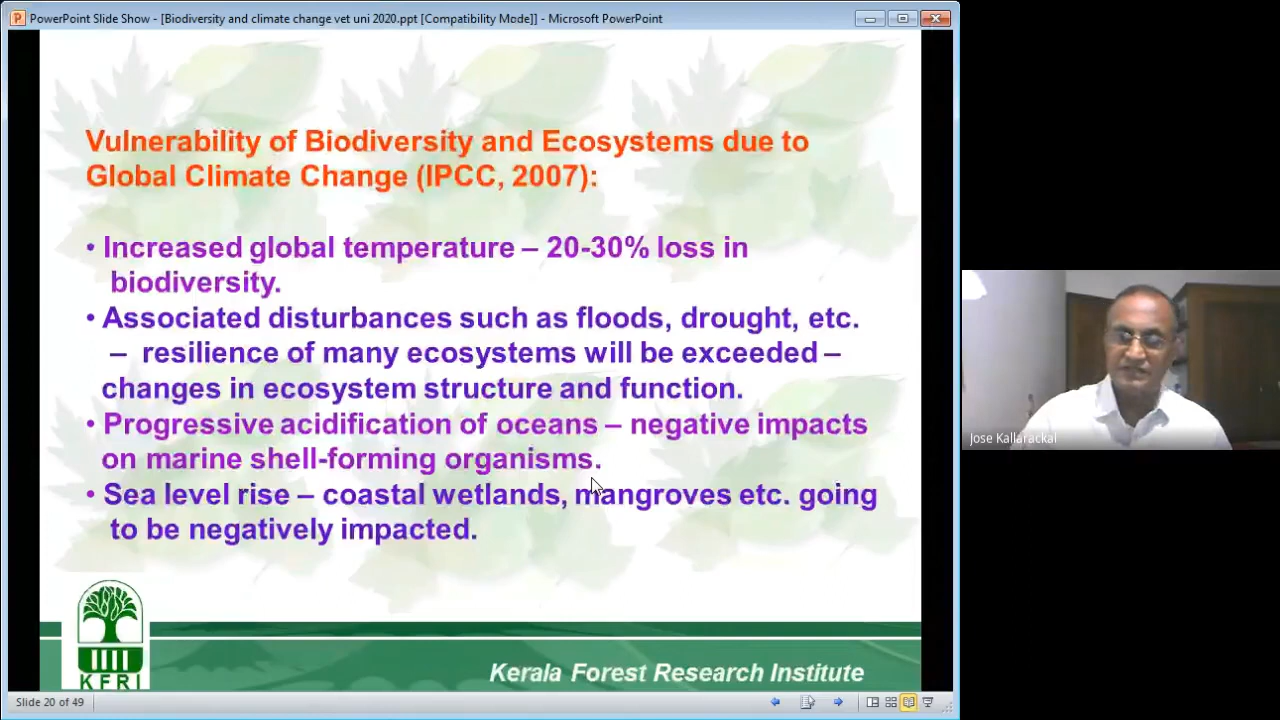 PowerPoint Slide Show - [Biodiversity and climate change.vet uni 2020.ppt [Compatibility Mode]] - Microsoft PowerPoint
Vulnerability of Biodiversity and Ecosystems due to
Global Climate Change (IPCC, 2007):
• Increased global temperature – 20-30% loss in
biodiversity.
• Associated disturbances such as floods, drought, etc.
– resilience of many ecosystems will be exceeded –
changes in ecosystem structure and function.
• Progressive acidification of oceans – negative impacts
on marine shell-forming organisms.
• Sea level rise – coastal wetlands, mangroves etc. going
to be negatively impacted.
Jose Kallarackal
KFRI
Kerala Forest Research Institute
Slide 20 of 49